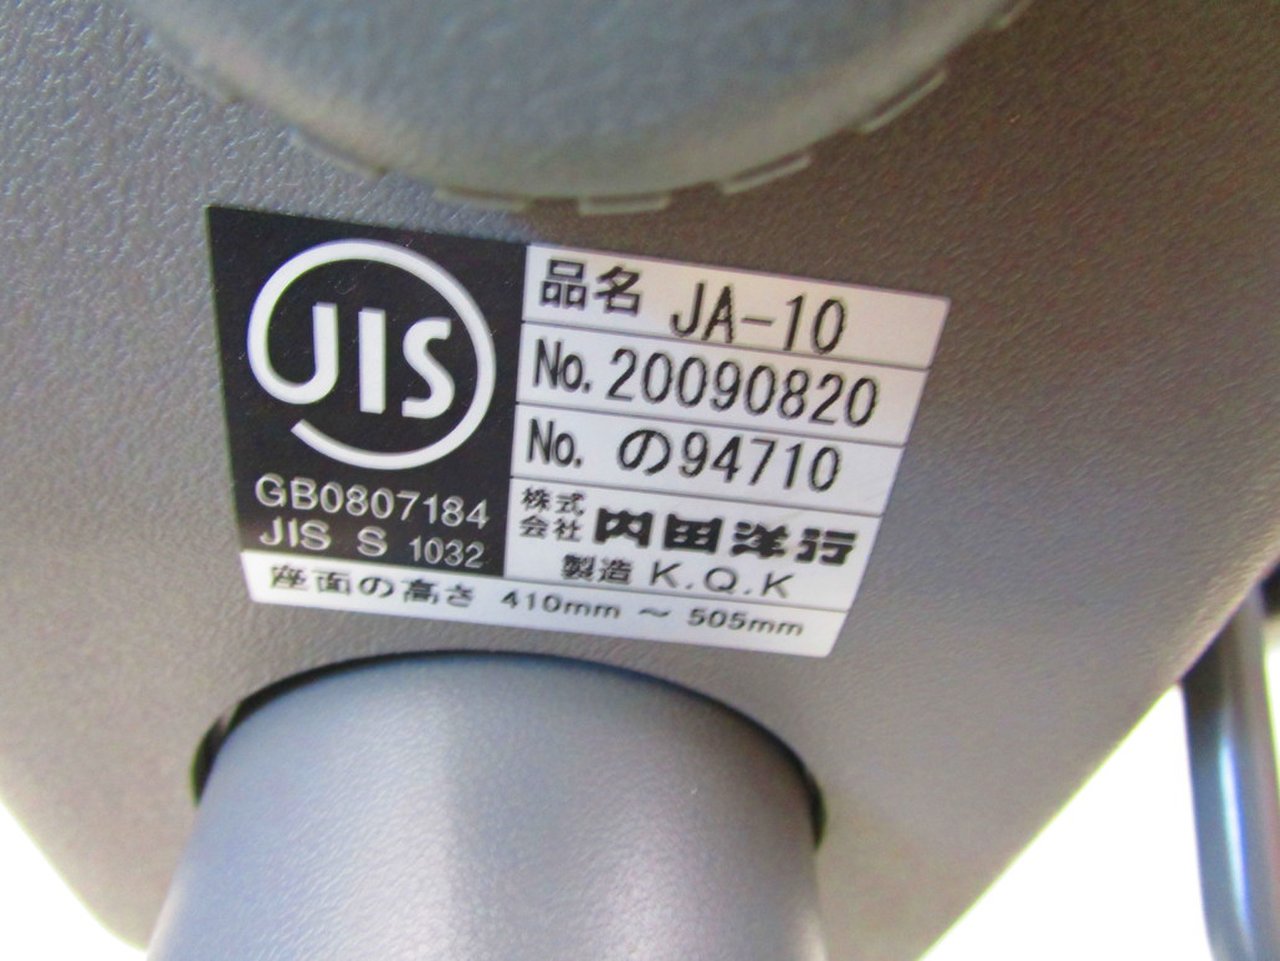 JIS
GB0807184
JIS S 1032
品名 JA-10
No. 20090820
No. の94710
株式会社 内田洋行
製造 K.Q.K
座面の高さ 410mm ～ 505mm